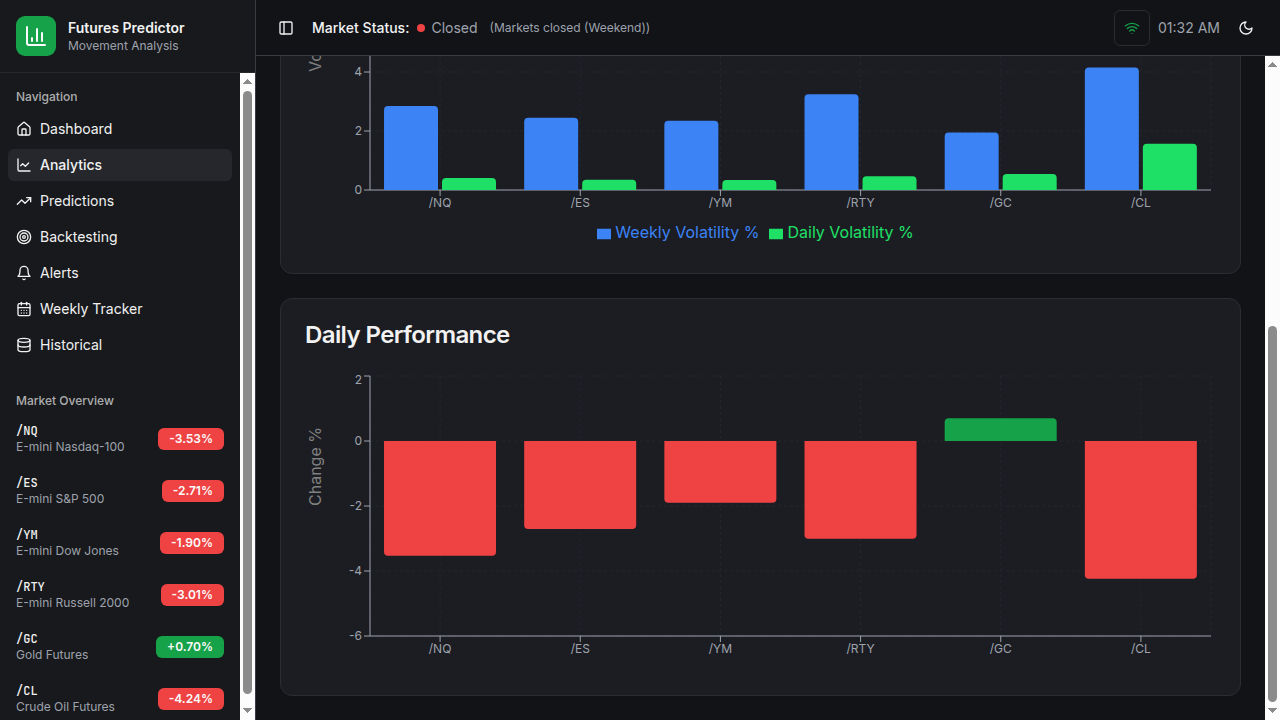 Futures Predictor
Movement Analysis
Navigation
Dashboard
Analytics
Predictions
Backtesting
Alerts
Weekly Tracker
Historical
Market Overview
/NQ
E-mini Nasdaq-100
-3.53%
/ES
E-mini S&P 500
-2.71%
/YM
E-mini Dow Jones
-1.90%
/RTY
E-mini Russell 2000
-3.01%
/GC
Gold Futures
+0.70%
/CL
Crude Oil Futures
-4.24%
Market Status: Closed (Markets closed (Weekend))
01:32 AM
4
2
0
/NQ /ES /YM /RTY /GC /CL
Weekly Volatility % Daily Volatility %
Daily Performance
Change %
2
0
-2
-4
-6
/NQ /ES /YM /RTY /GC /CL